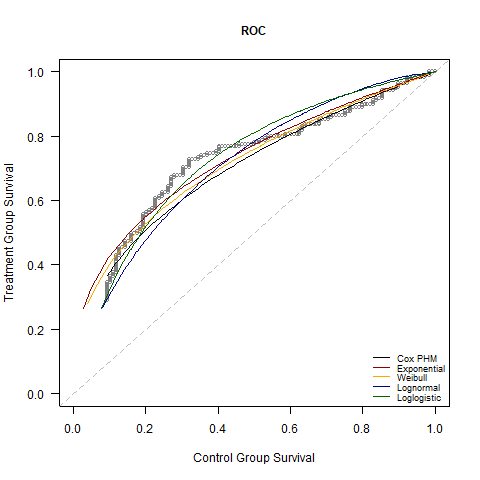 ROC
Treatment Group Survival
1.0
0.8
0.6
0.4
0.2
0.0
Cox PHM
Exponential
Weibull
Lognormal
Loglogistic
0.0 0.2 0.4 0.6 0.8 1.0
Control Group Survival